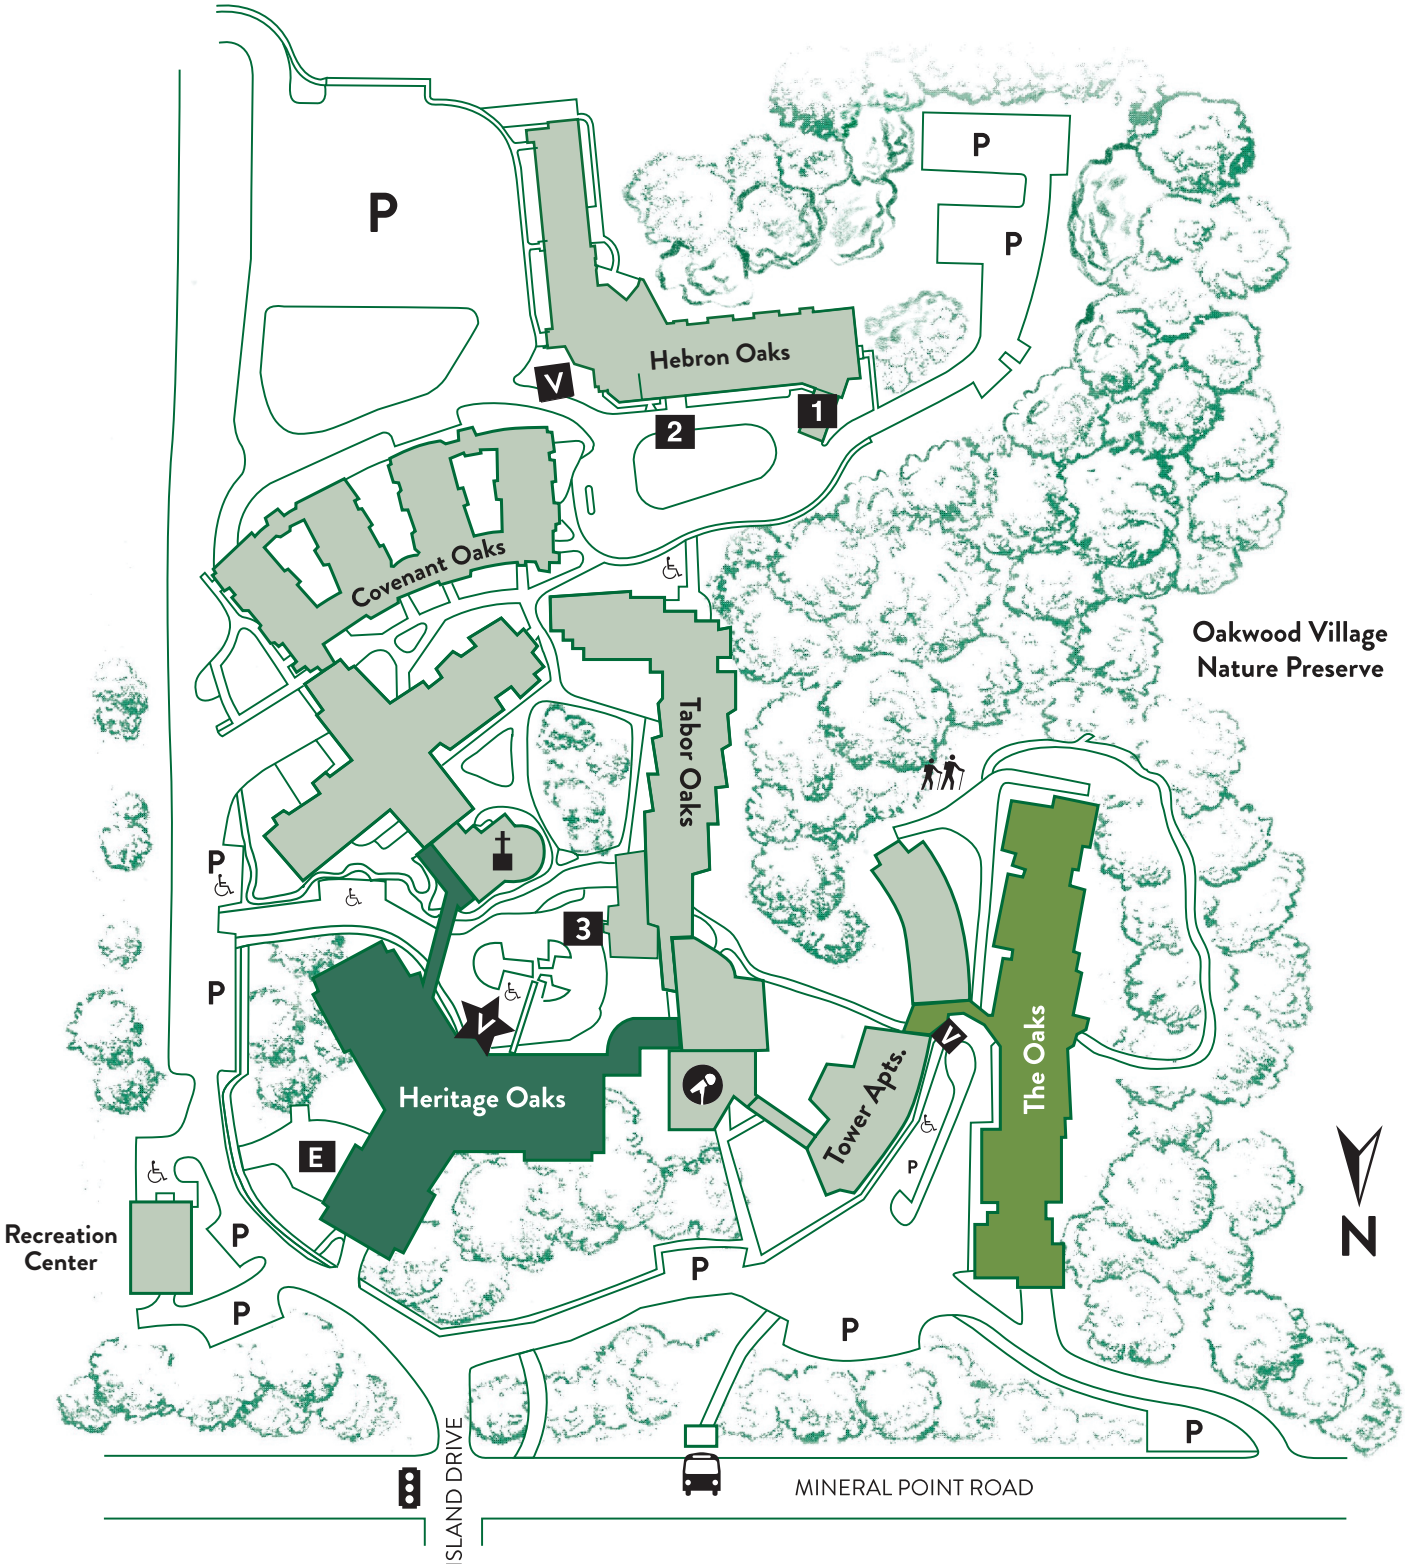 P
P
P
Hebron Oaks
V
1
2
Covenant Oaks
Oakwood Village
Nature Preserve
Tabor Oaks
P
3
P
V
The Oaks
V
Heritage Oaks
Tower Apts.
E
P
N
Recreation
Center
P
P
P
P
P
ISLAND DRIVE
MINERAL POINT ROAD